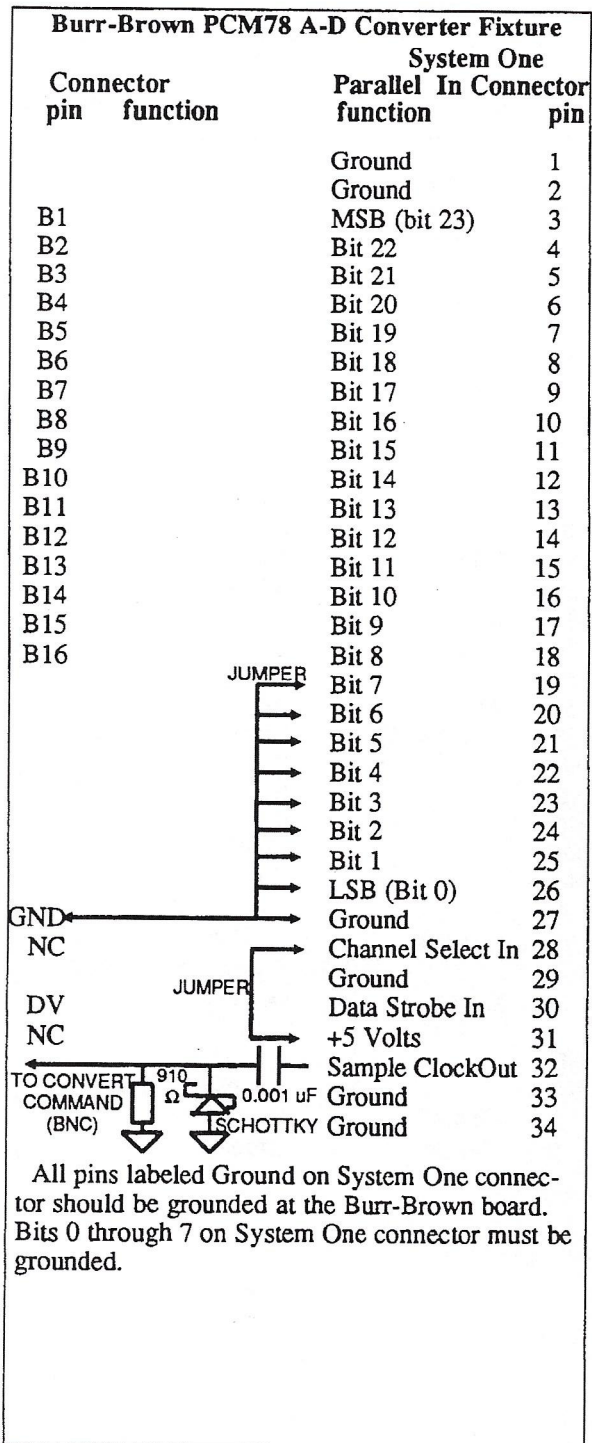 Burr-Brown PCM78 A-D Converter Fixture
System One
Connector Parallel In Connector
pin function function pin
Ground 1
Ground 2
B1 MSB (bit 23) 3
B2 Bit 22 4
B3 Bit 21 5
B4 Bit 20 6
B5 Bit 19 7
B6 Bit 18 8
B7 Bit 17 9
B8 Bit 16 10
B9 Bit 15 11
B10 Bit 14 12
B11 Bit 13 13
B12 Bit 12 14
B13 Bit 11 15
B14 Bit 10 16
B15 Bit 9 17
B16 Bit 8 18
JUMPER
Bit 7 19
Bit 6 20
Bit 5 21
Bit 4 22
Bit 3 23
Bit 2 24
Bit 1 25
LSB (Bit 0) 26
GND Ground 27
NC Channel Select In 28
JUMPER Ground 29
DV Data Strobe In 30
NC +5 Volts 31
Sample ClockOut 32
TO CONVERT COMMAND (BNC)
910 Ω
0.001 uF Ground 33
SCHOTTKY Ground 34
All pins labeled Ground on System One connec-
tor should be grounded at the Burr-Brown board.
Bits 0 through 7 on System One connector must be
grounded.